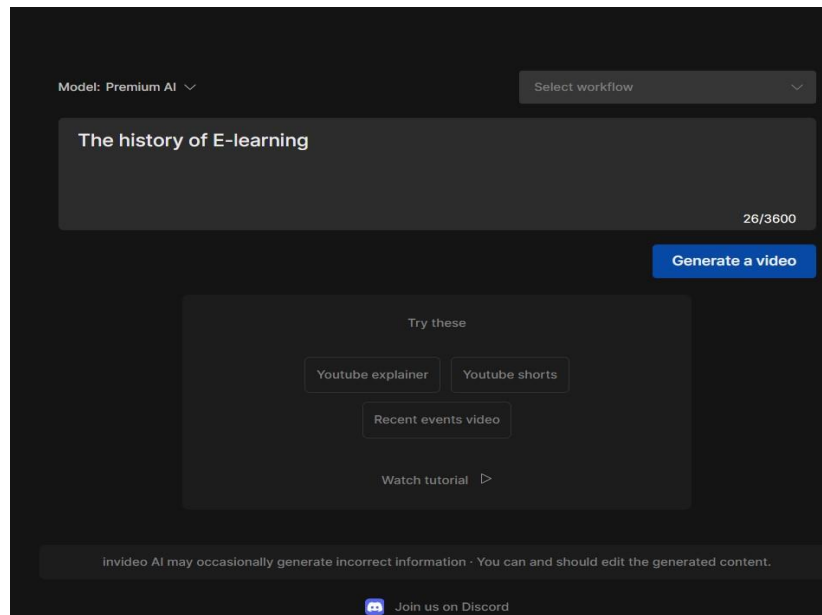 Model: Premium AI
Select workflow
The history of E-learning
26/3600
Generate a video
Try these
Youtube explainer
Youtube shorts
Recent events video
Watch tutorial
invideo AI may occasionally generate incorrect information · You can and should edit the generated content.
Join us on Discord